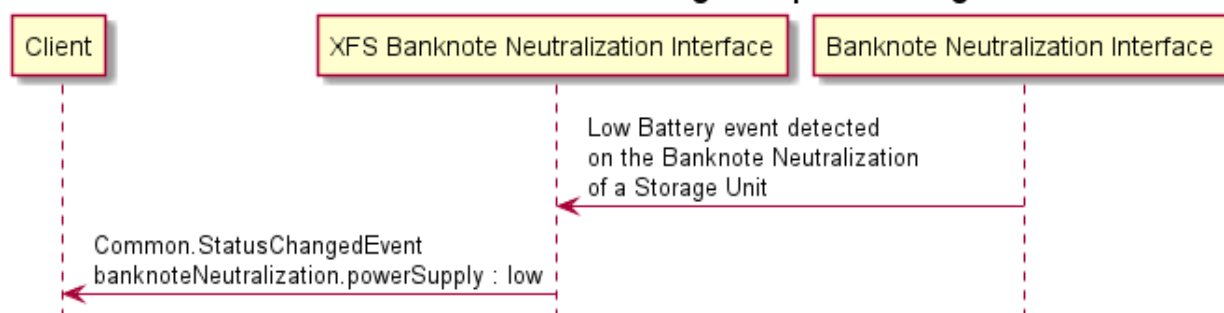 Client
XFS Banknote Neutralization Interface
Banknote Neutralization Interface
Low Battery event detected
on the Banknote Neutralization
of a Storage Unit
Common.StatusChangedEvent
banknoteNeutralization.powerSupply : low